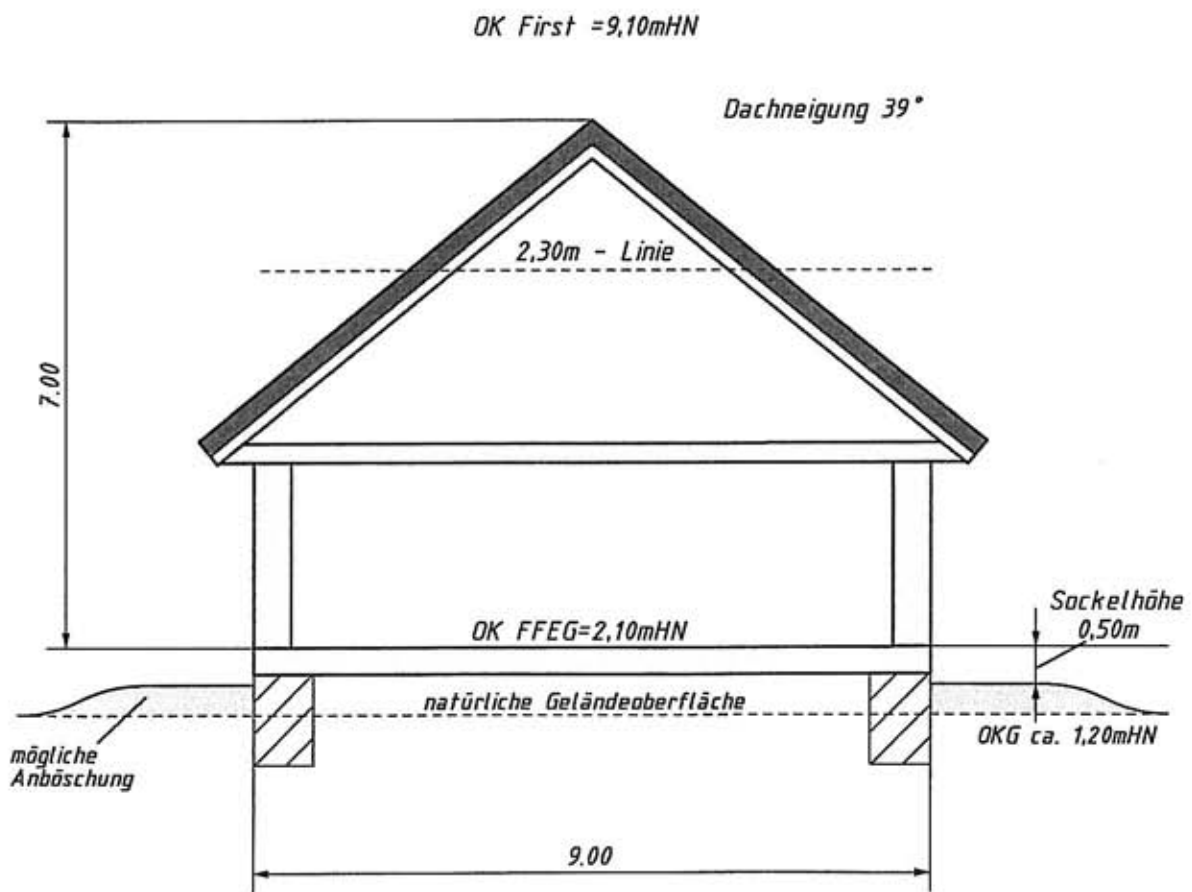 OK First =9,10mHN
Dachneigung 39°
2,30m - Linie
7.00
OK FFEG=2,10mHN
Sockelhöhe
0,50m
natürliche Geländeoberfläche
OKG ca. 1,20mHN
mögliche
Anböschung
9.00